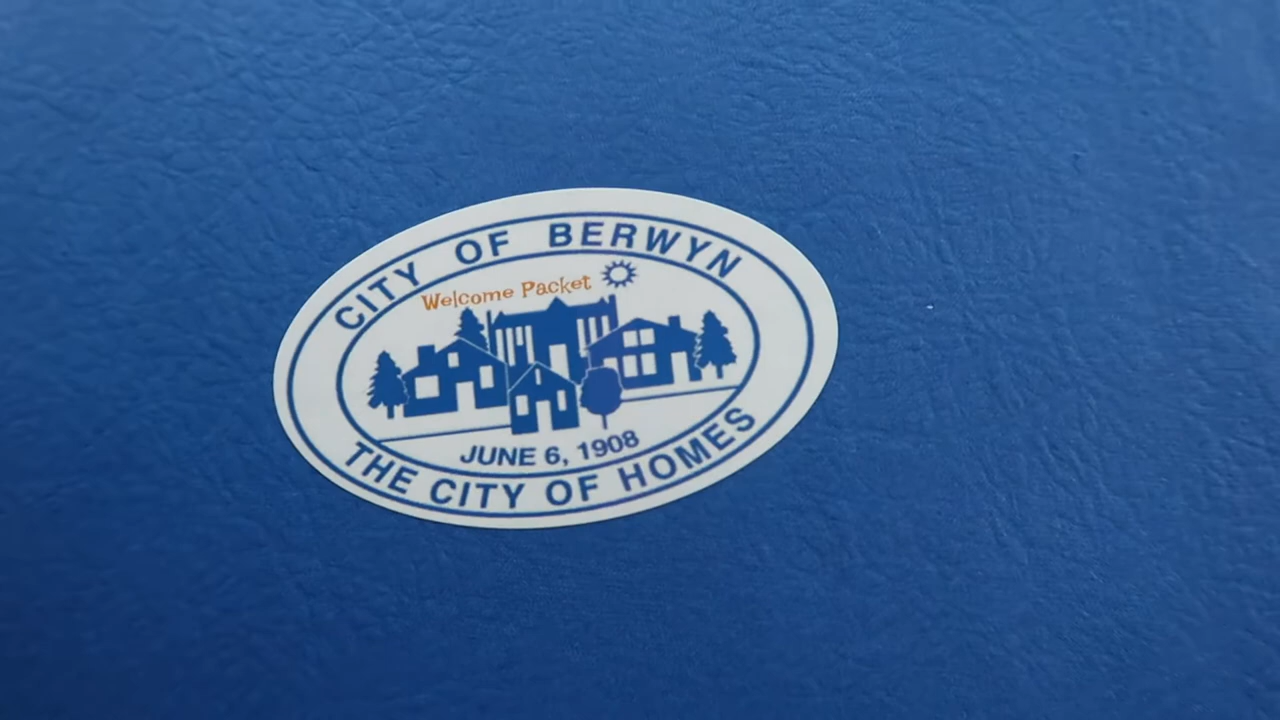 CITY OF BERWYN
Welcome Packet
JUNE 6, 1908
THE CITY OF HOMES